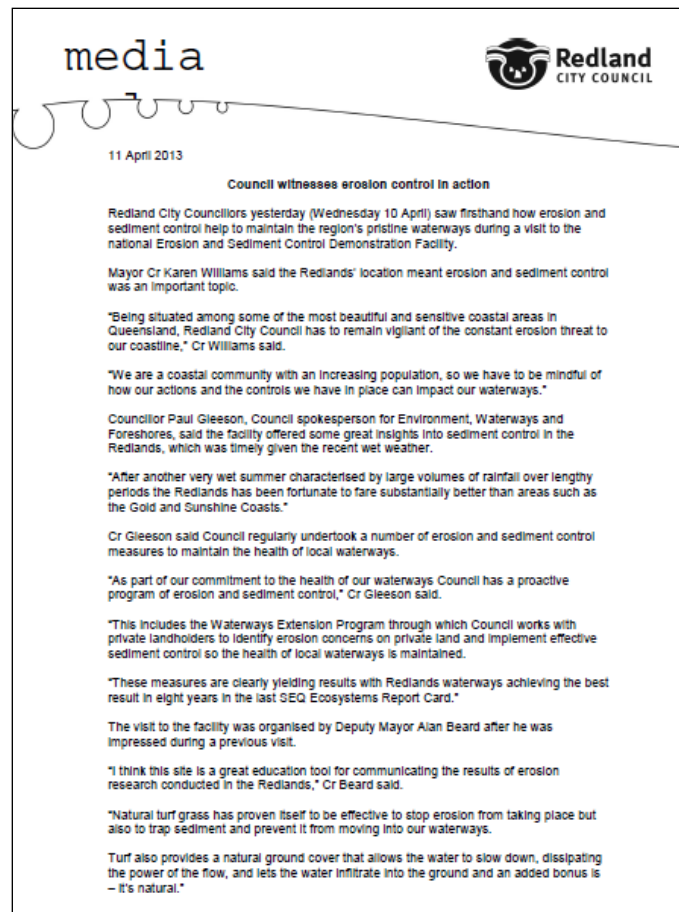 media
Redland
CITY COUNCIL
11 April 2013
Council witnesses erosion control in action
Redland City Councillors yesterday (Wednesday 10 April) saw firsthand how erosion and
sediment control help to maintain the region's pristine waterways during a visit to the
national Erosion and Sediment Control Demonstration Facility.
Mayor Cr Karen Williams said the Redlands' location meant erosion and sediment control
was an important topic.
"Being situated among some of the most beautiful and sensitive coastal areas in
Queensland, Redland City Council has to remain vigilant of the constant erosion threat to
our coastline," Cr Williams said.
"We are a coastal community with an increasing population, so we have to be mindful of
how our actions and the controls we have in place can impact our waterways."
Councillor Paul Gleeson, Council spokesperson for Environment, Waterways and
Foreshores, said the facility offered some great insights into sediment control in the
Redlands, which was timely given the recent wet weather.
"After another very wet summer characterised by large volumes of rainfall over lengthy
periods the Redlands has been fortunate to fare substantially better than areas such as
the Gold and Sunshine Coasts."
Cr Gleeson said Council regularly undertook a number of erosion and sediment control
measures to maintain the health of local waterways.
"As part of our commitment to the health of our waterways Council has a proactive
program of erosion and sediment control," Cr Gleeson said.
"This includes the Waterways Extension Program through which Council works with
private landholders to identify erosion concerns on private land and implement effective
sediment control so the health of local waterways is maintained.
"These measures are clearly yielding results with Redlands waterways achieving the best
result in eight years in the last SEQ Ecosystems Report Card."
The visit to the facility was organised by Deputy Mayor Alan Beard after he was
impressed during a previous visit.
"I think this site is a great education tool for communicating the results of erosion
research conducted in the Redlands," Cr Beard said.
"Natural turf grass has proven itself to be effective to stop erosion from taking place but
also to trap sediment and prevent it from moving into our waterways.
Turf also provides a natural ground cover that allows the water to slow down, dissipating
the power of the flow, and lets the water infiltrate into the ground and an added bonus is
– it's natural."